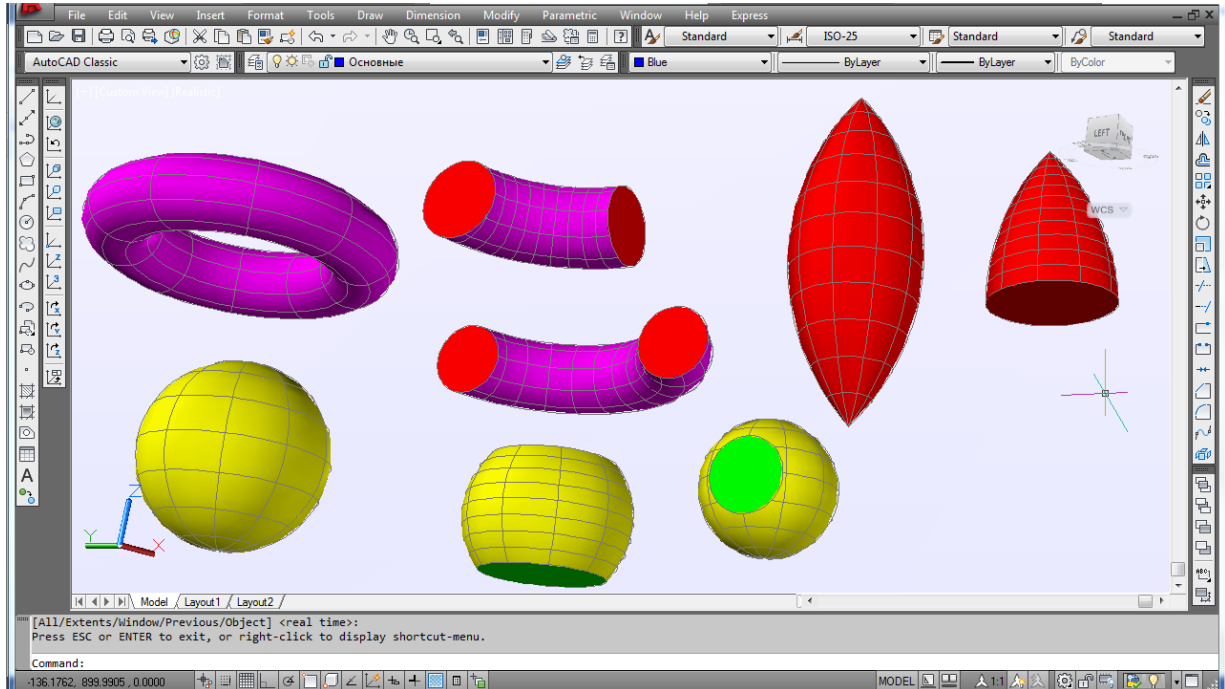 File Edit View Insert Format Tools Draw Dimension Modify Parametric Window Help Express
Standard ISO-25 Standard Standard
AutoCAD Classic Основные Blue ByLayer ByLayer ByColor
[-] [Custom View] [Realistic]
LEFT
WCS
Z
Y X
Model Layout1 Layout2
[All/Extents/Window/Previous/Object] <real time>:
Press ESC or ENTER to exit, or right-click to display shortcut-menu.
Command:
-136.1762, 899.9905, 0.0000 MODEL 1:1